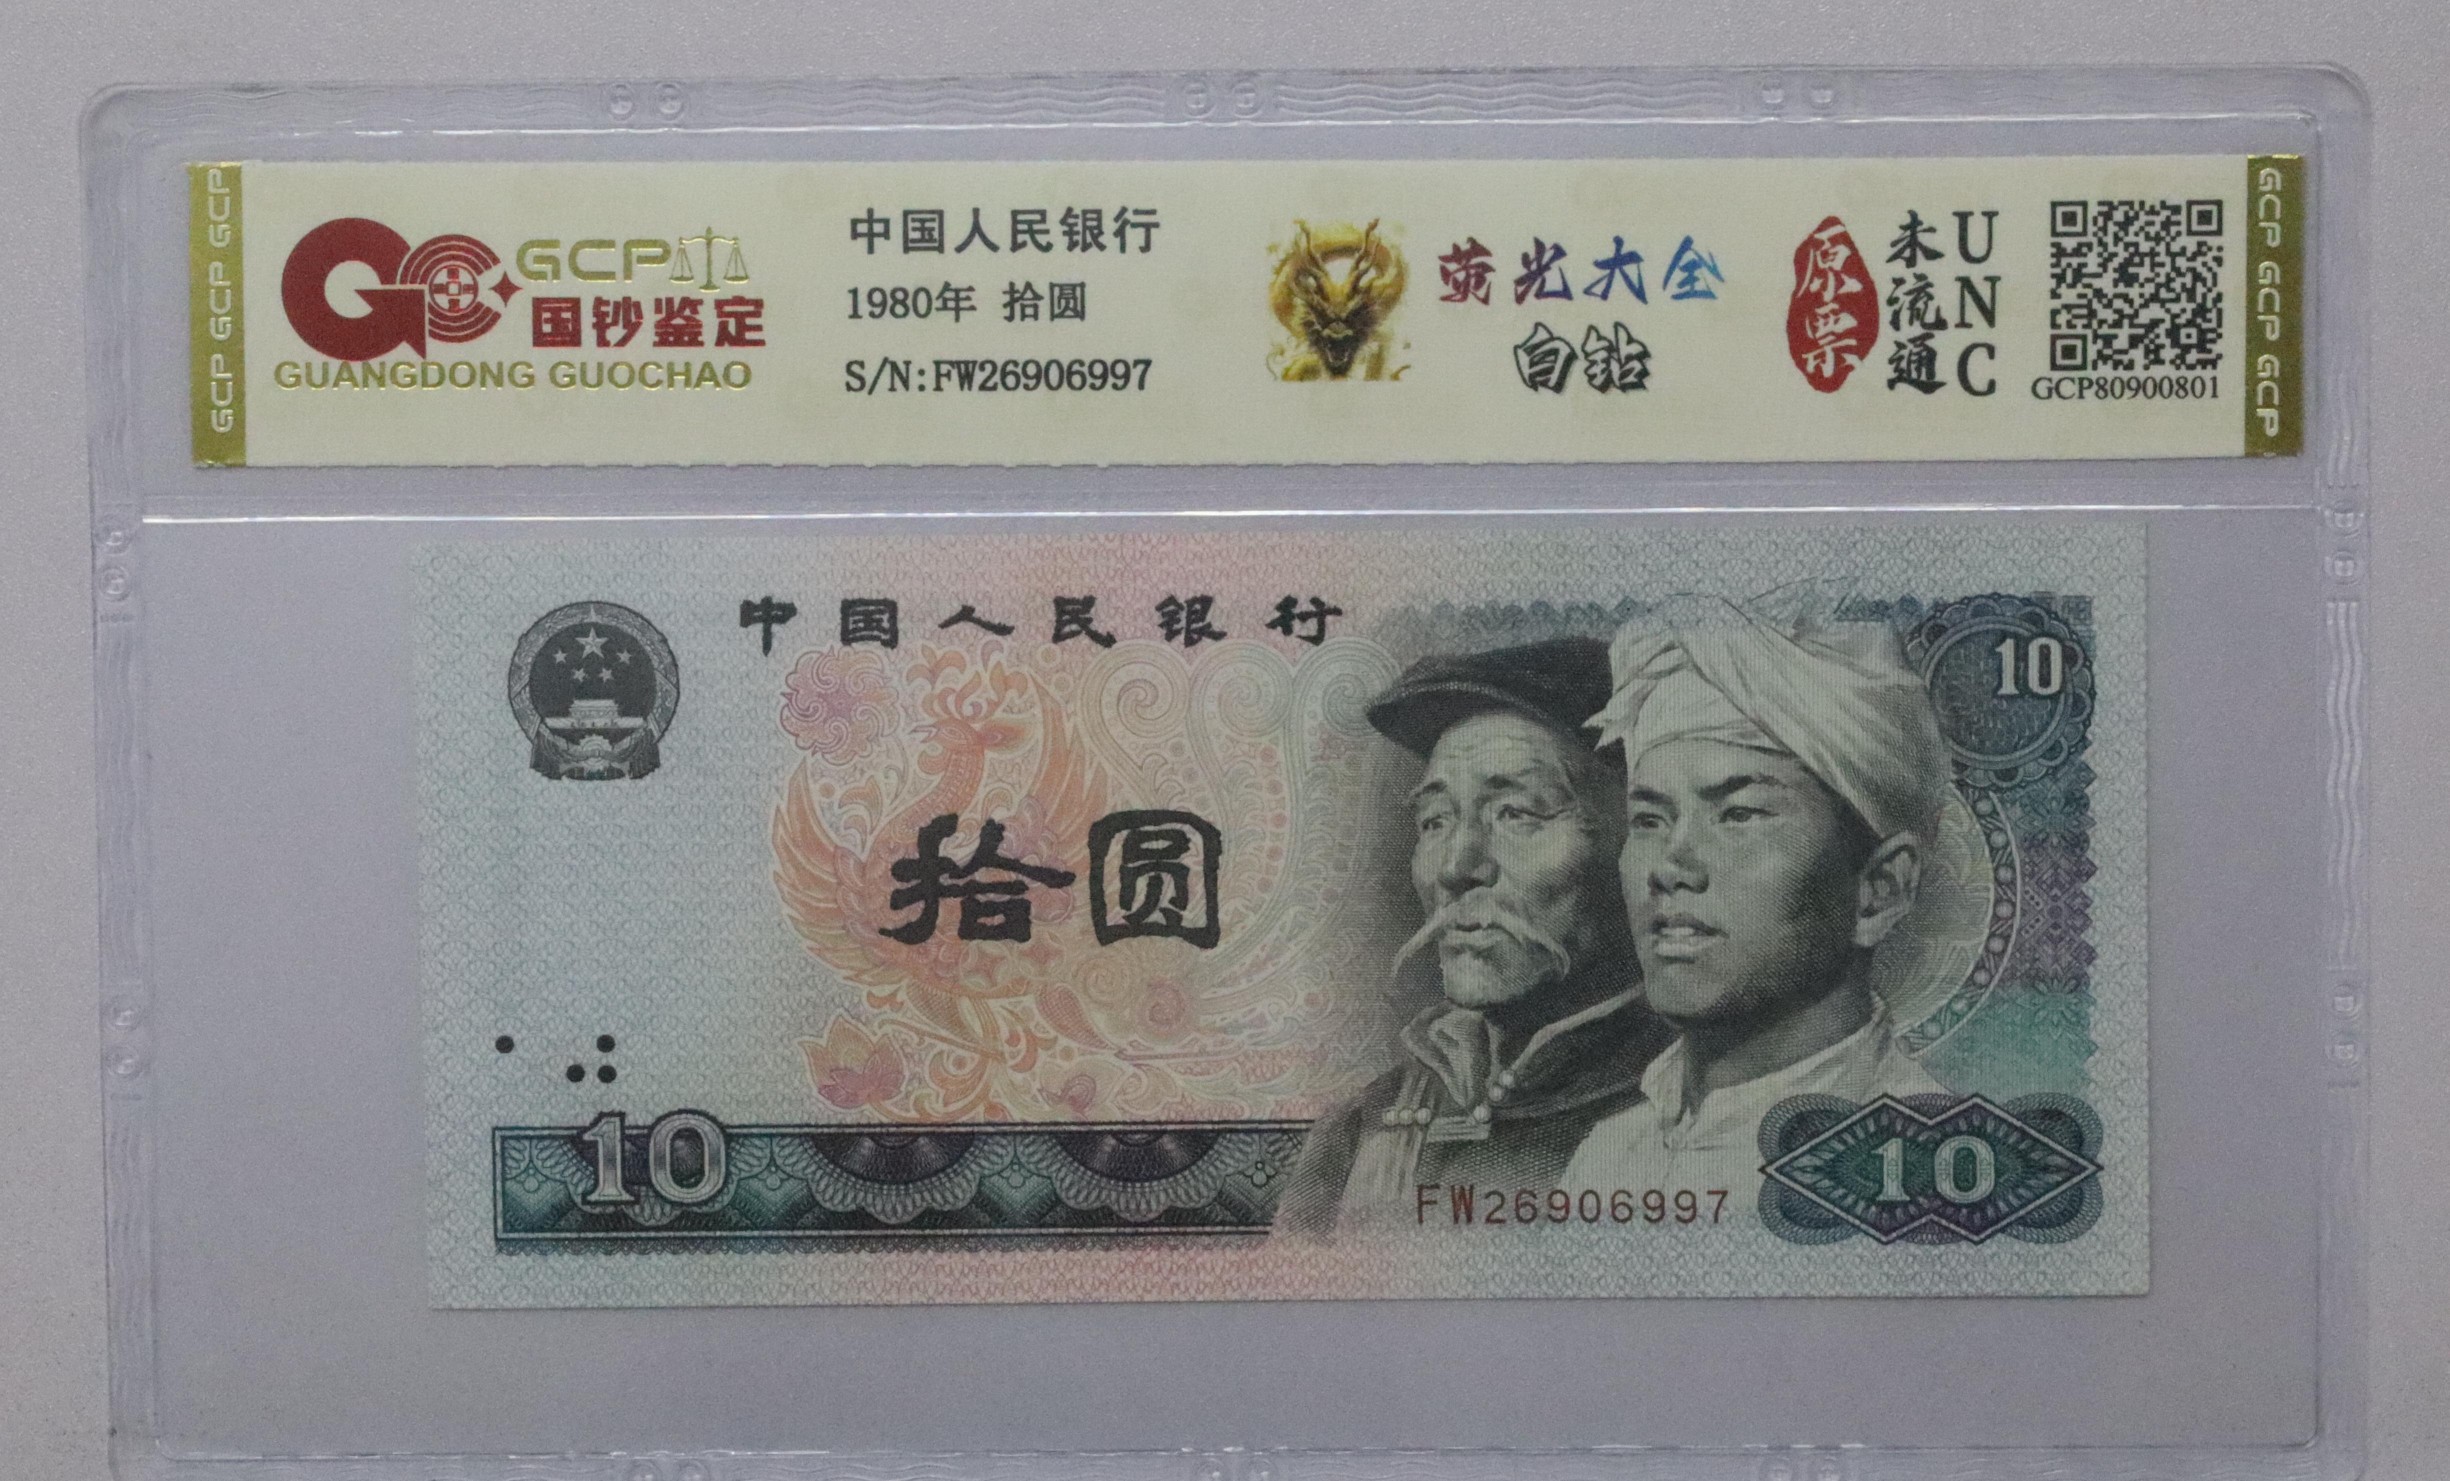 GCP GCP GCP
GCP
国钞鉴定
GUANGDONG GUOCHAO
中国人民银行
1980年 拾圆
S/N:FW26906997
荧光大全
白钻
原票
未流通
UNC
GCP80900801
GCP GCP GCP
中国人民银行
10
拾圆
10
FW26906997
10